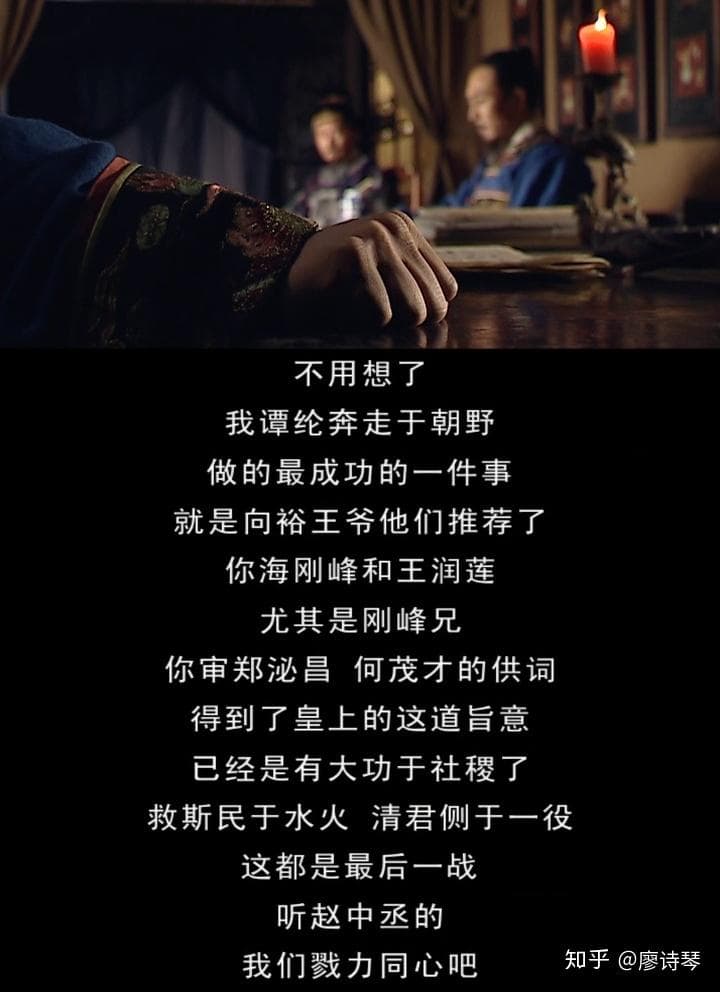 不用想了
我谭纶奔走于朝野
做的最成功的一件事
就是向裕王爷他们推荐了
你海刚峰和王润莲
尤其是刚峰兄
你审郑泌昌 何茂才的供词
得到了皇上的这道旨意
已经是有大功于社稷了
救斯民于水火 清君侧于一役
这都是最后一战
听赵中丞的
我们戮力同心吧
知乎 @廖诗琴